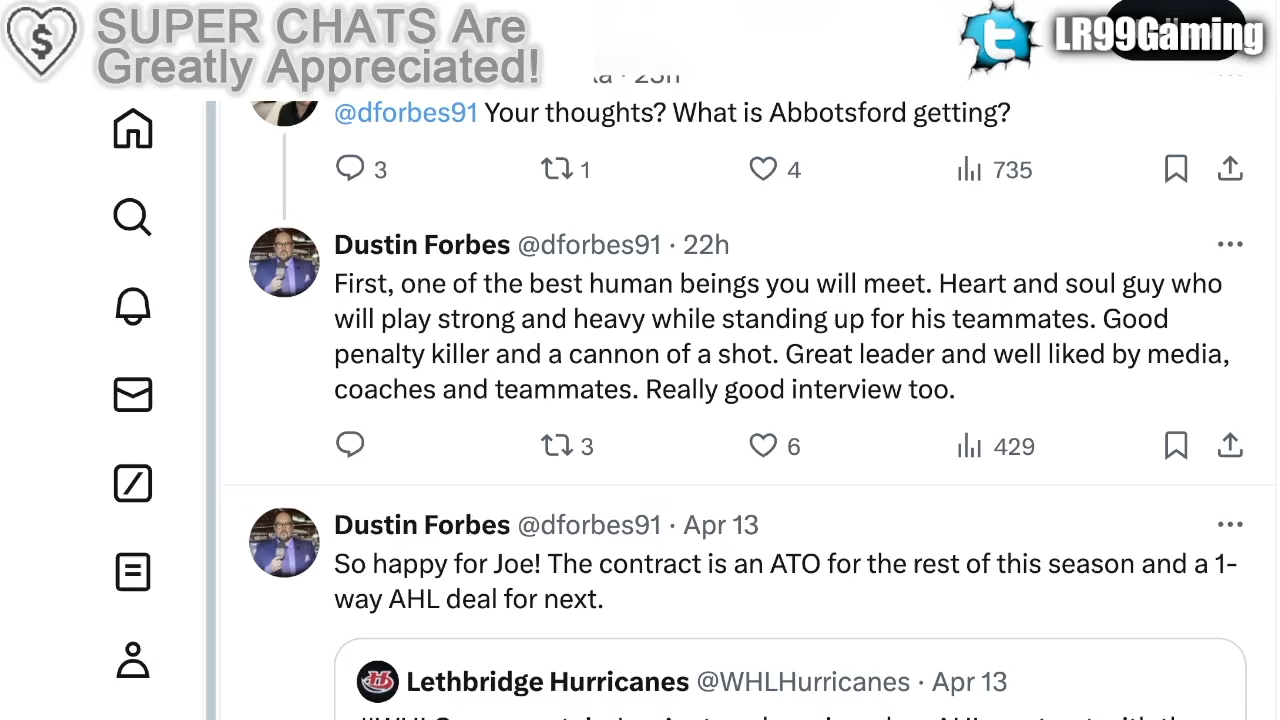 SUPER CHATS Are
Greatly Appreciated!
LR99Gaming
@dforbes91 Your thoughts? What is Abbotsford getting?
3 1 4 735
Dustin Forbes @dforbes91 · 22h
First, one of the best human beings you will meet. Heart and soul guy who
will play strong and heavy while standing up for his teammates. Good
penalty killer and a cannon of a shot. Great leader and well liked by media,
coaches and teammates. Really good interview too.
3 6 429
Dustin Forbes @dforbes91 · Apr 13
So happy for Joe! The contract is an ATO for the rest of this season and a 1-
way AHL deal for next.
Lethbridge Hurricanes @WHLHurricanes · Apr 13